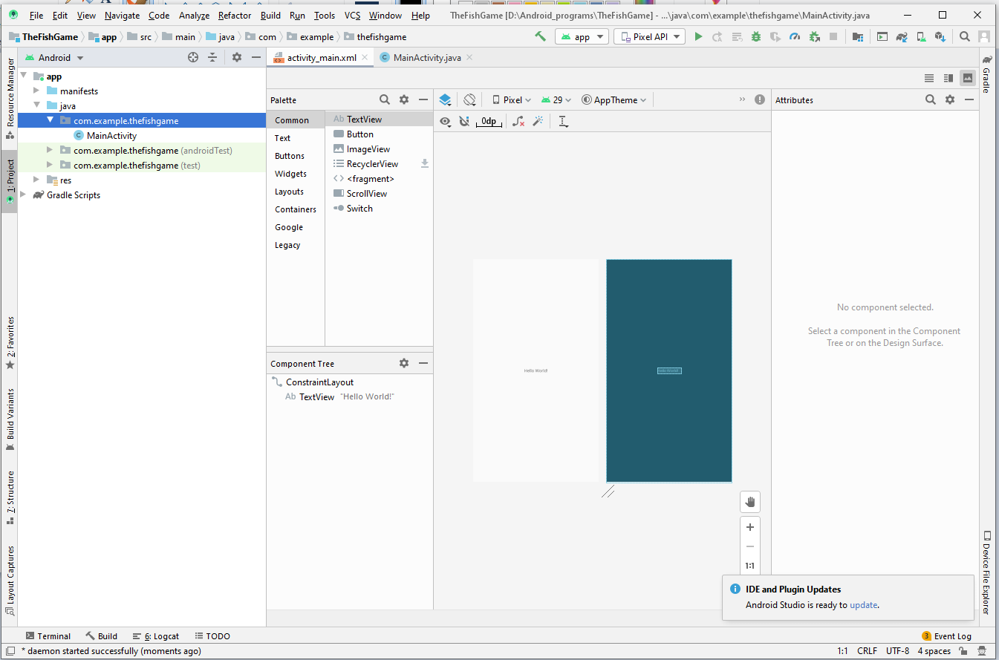 File Edit View Navigate Code Analyze Refactor Build Run Tools VCS Window Help TheFishGame [D:\Android_programs\TheFishGame] - ...\java\com\example\thefishgame\MainActivity.java
TheFishGame app src main java com example thefishgame app Pixel API
Android activity_main.xml MainActivity.java
Resource Manager
1: Project
2: Favorites
Build Variants
7: Structure
Layout Captures
app
manifests
java
com.example.thefishgame
MainActivity
com.example.thefishgame (androidTest)
com.example.thefishgame (test)
res
Gradle Scripts
Palette
Common
Text
Buttons
Widgets
Layouts
Containers
Google
Legacy
Ab TextView
Button
ImageView
RecyclerView
<> <fragment>
ScrollView
Switch
Component Tree
ConstraintLayout
Ab TextView "Hello World!"
Pixel 29 AppTheme
0dp
Hello World!
Hello World!
1:1
Attributes
No component selected.
Select a component in the Component
Tree or on the Design Surface.
Gradle
Device File Explorer
IDE and Plugin Updates
Android Studio is ready to update.
Terminal Build 6: Logcat TODO 3 Event Log
* daemon started successfully (moments ago) 1:1 CRLF UTF-8 4 spaces